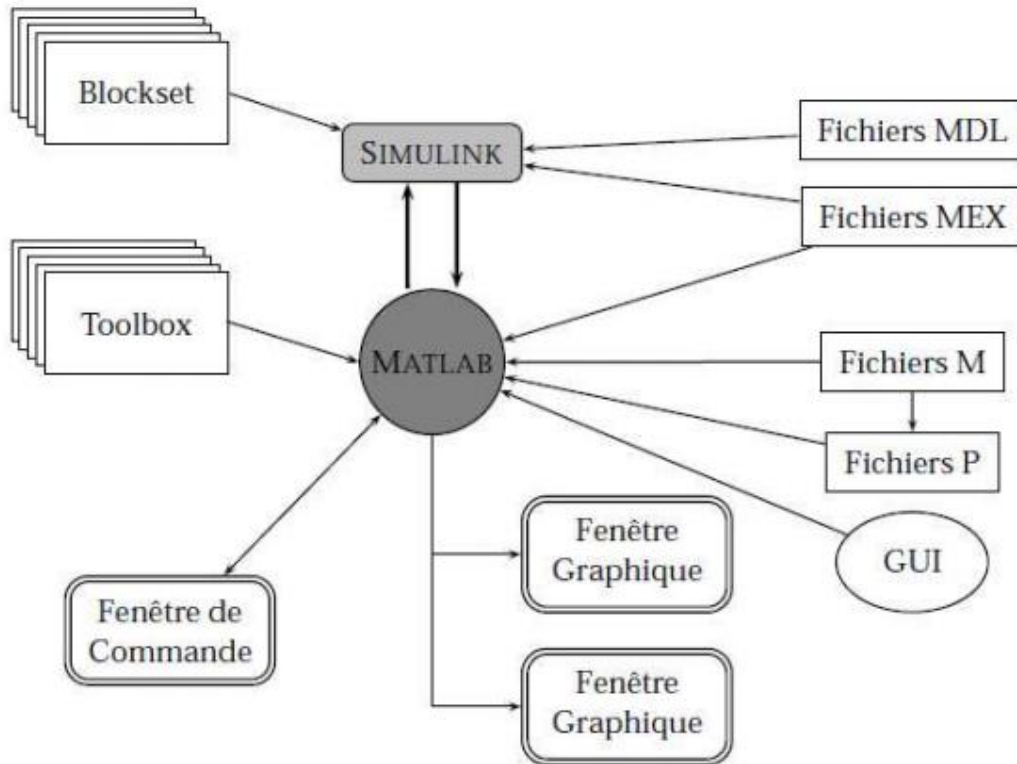 Blockset
SIMULINK
Fichiers MDL
Fichiers MEX
Toolbox
MATLAB
Fichiers M
Fichiers P
GUI
Fenêtre
Graphique
Fenêtre de
Commande
Fenêtre
Graphique